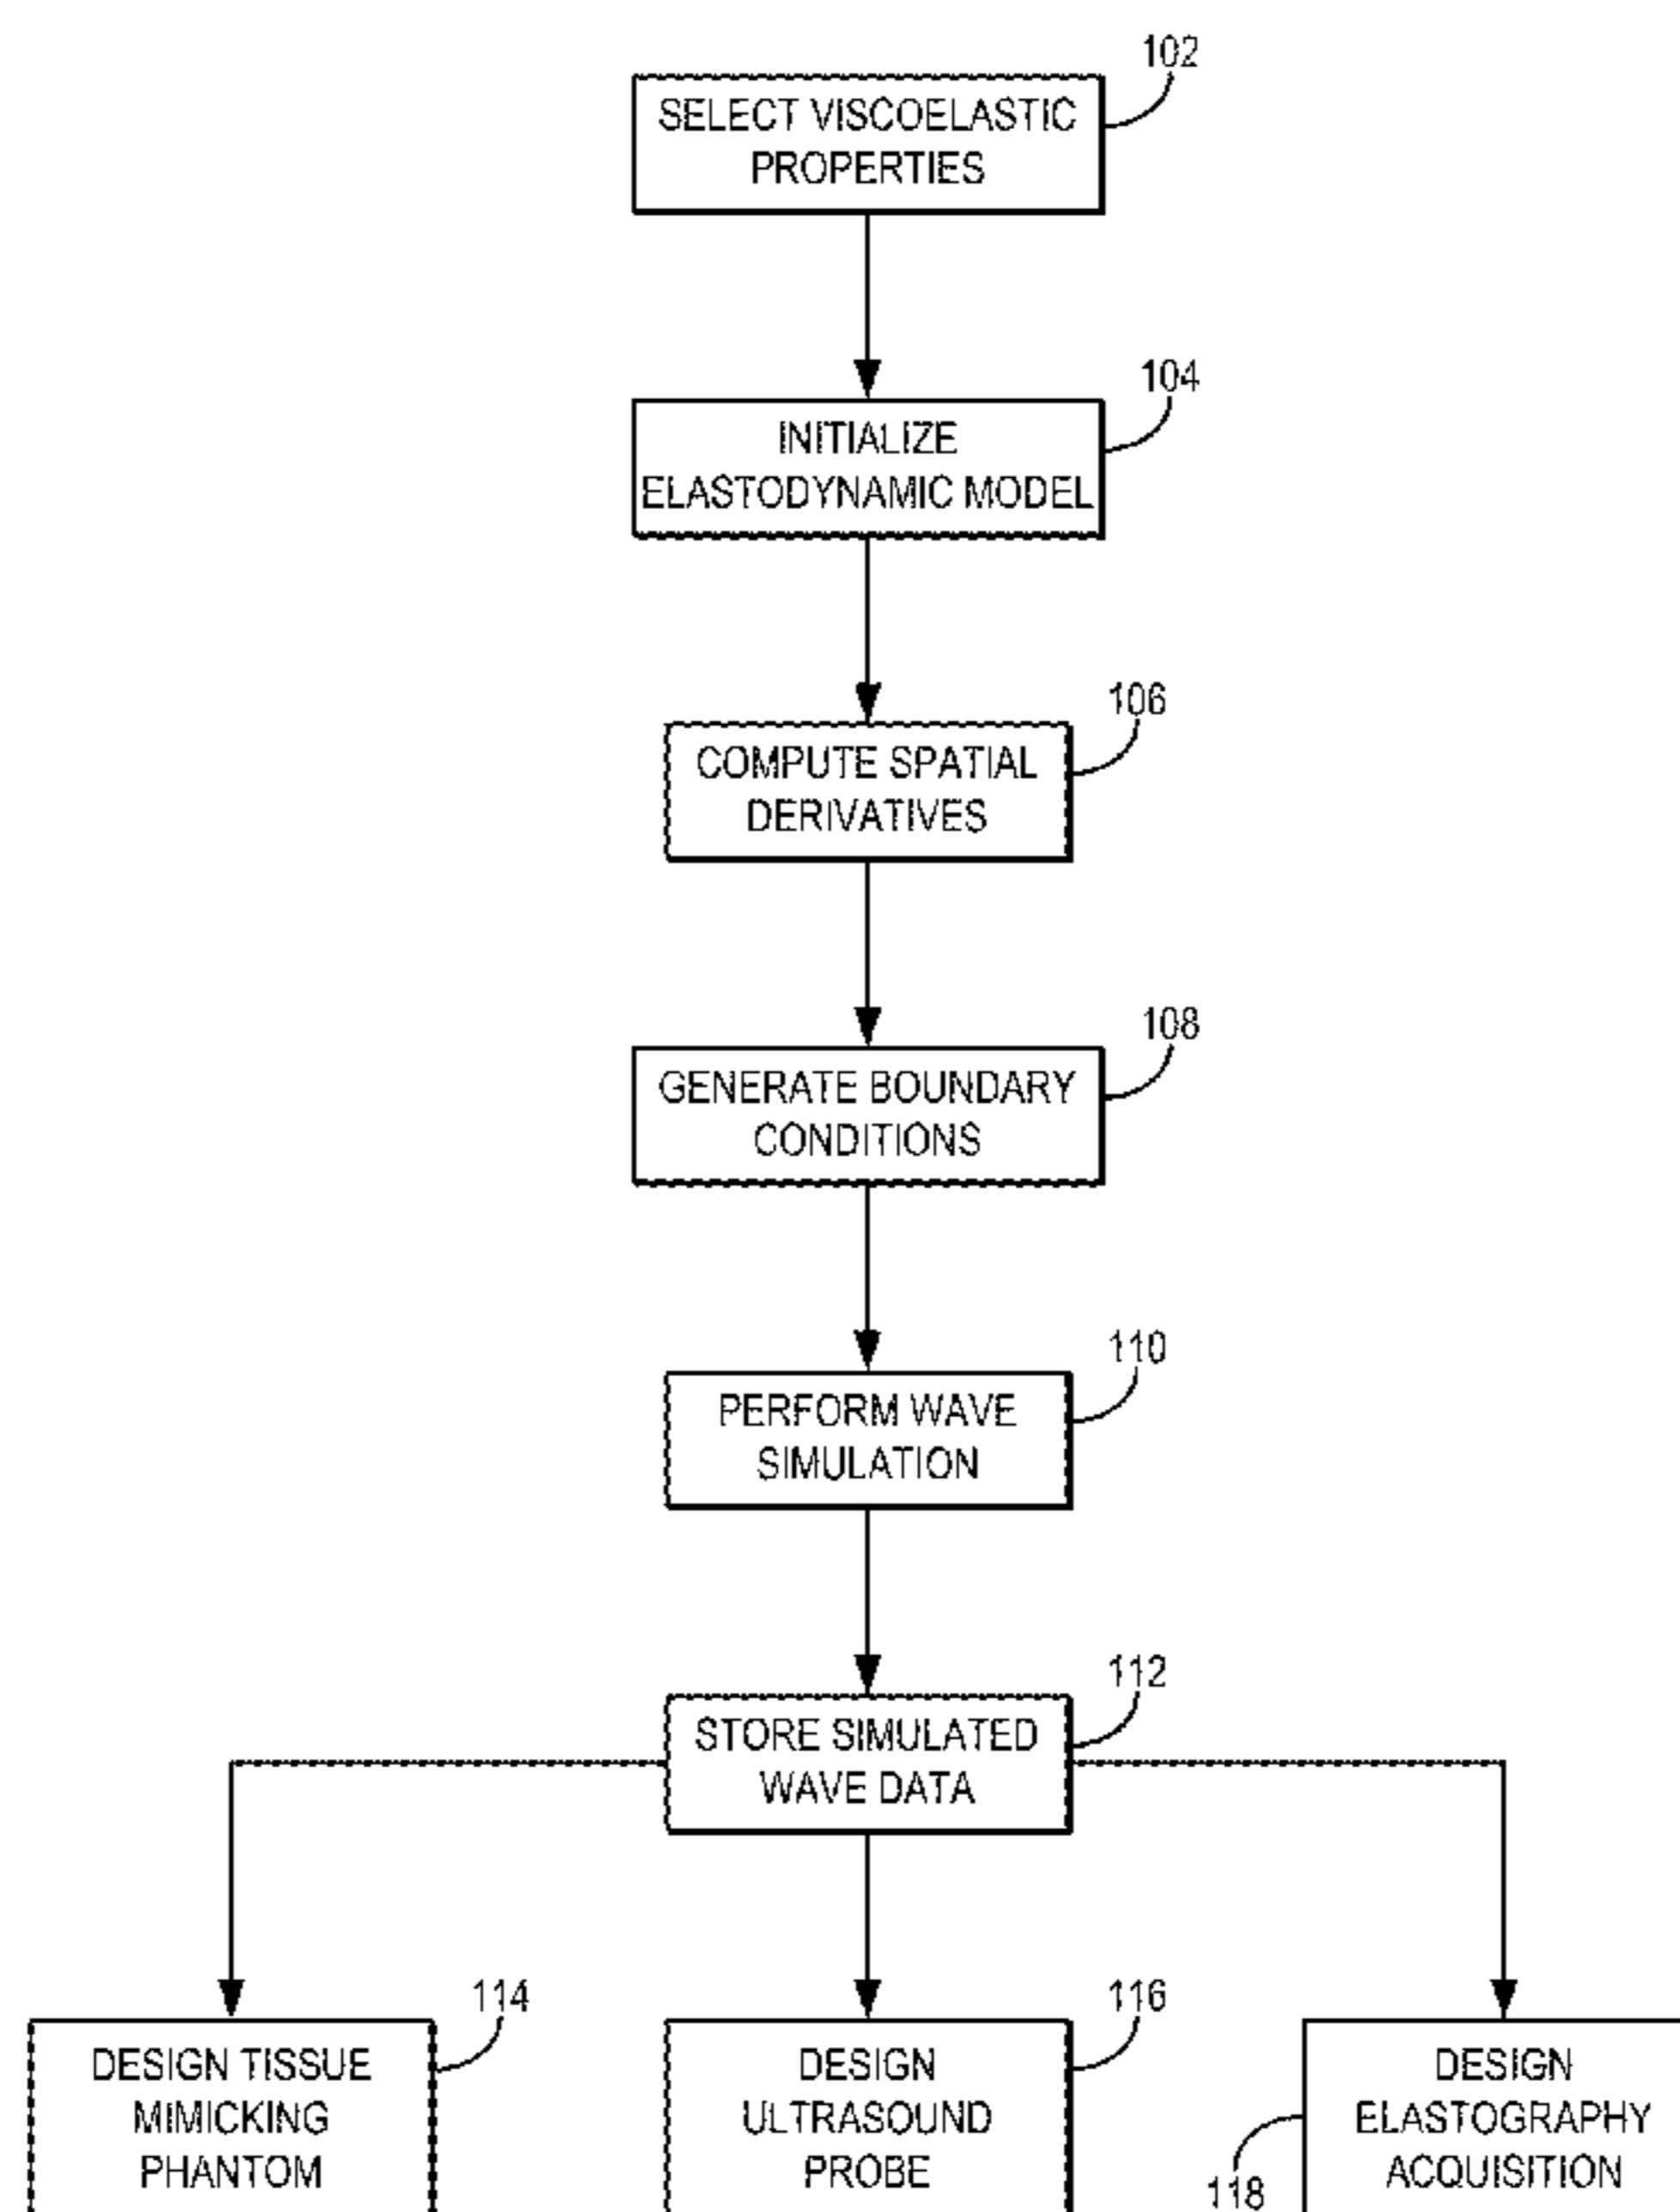 102
SELECT VISCOELASTIC
PROPERTIES
104
INITIALIZE
ELASTODYNAMIC MODEL
106
COMPUTE SPATIAL
DERIVATIVES
108
GENERATE BOUNDARY
CONDITIONS
110
PERFORM WAVE
SIMULATION
112
STORE SIMULATED
WAVE DATA
114
DESIGN TISSUE
MIMICKING
PHANTOM
116
DESIGN
ULTRASOUND
PROBE
DESIGN
ELASTOGRAPHY
ACQUISITION
118